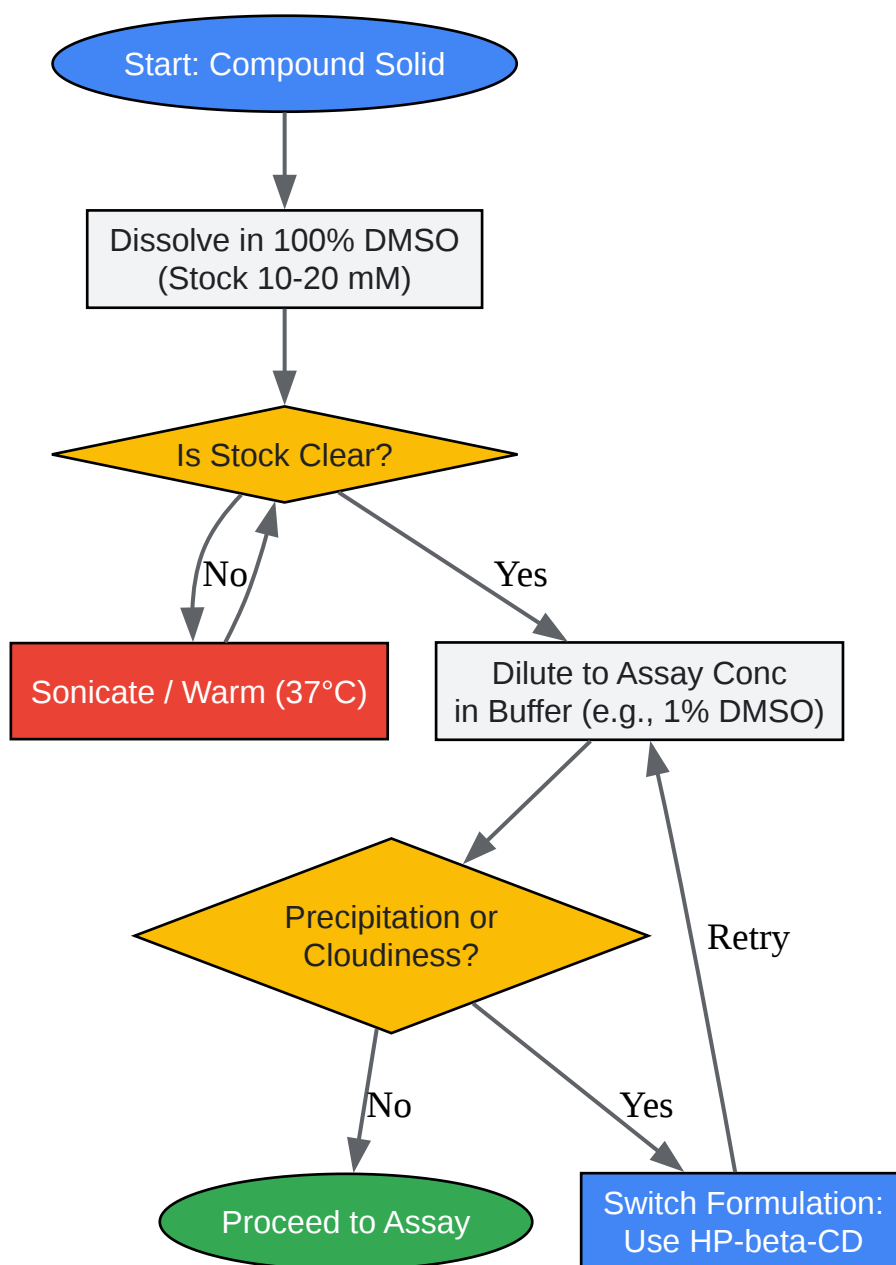 Start: Compound Solid
Dissolve in 100% DMSO
(Stock 10-20 mM)
Is Stock Clear?
No
Yes
Sonicate / Warm (37°C)
Dilute to Assay Conc
in Buffer (e.g., 1% DMSO)
Precipitation or
Cloudiness?
Retry
No
Yes
Proceed to Assay
Switch Formulation:
Use HP-beta-CD